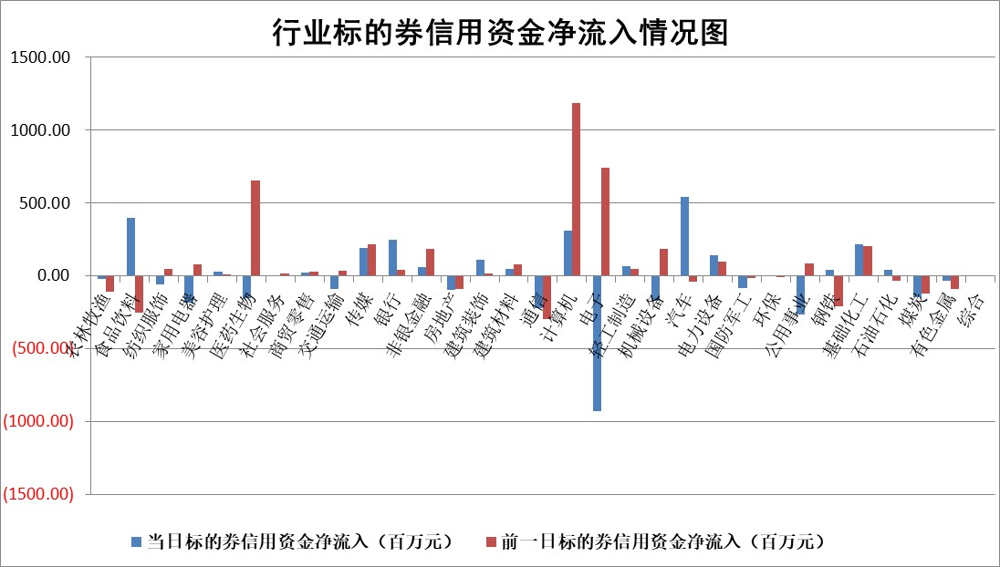 行业标的券信用资金净流入情况图
1500.00
1000.00
500.00
0.00
(500.00)
(1000.00)
(1500.00)
农林牧渔
食品饮料
纺织服饰
家用电器
美容护理
医药生物
社会服务
商贸零售
交通运输
传媒
银行
非银金融
房地产
建筑装饰
建筑材料
通信
计算机
电子
轻工制造
机械设备
汽车
电力设备
国防军工
环保
公用事业
钢铁
基础化工
石油石化
煤炭
有色金属
综合
当日标的券信用资金净流入（百万元）
前一日标的券信用资金净流入（百万元）